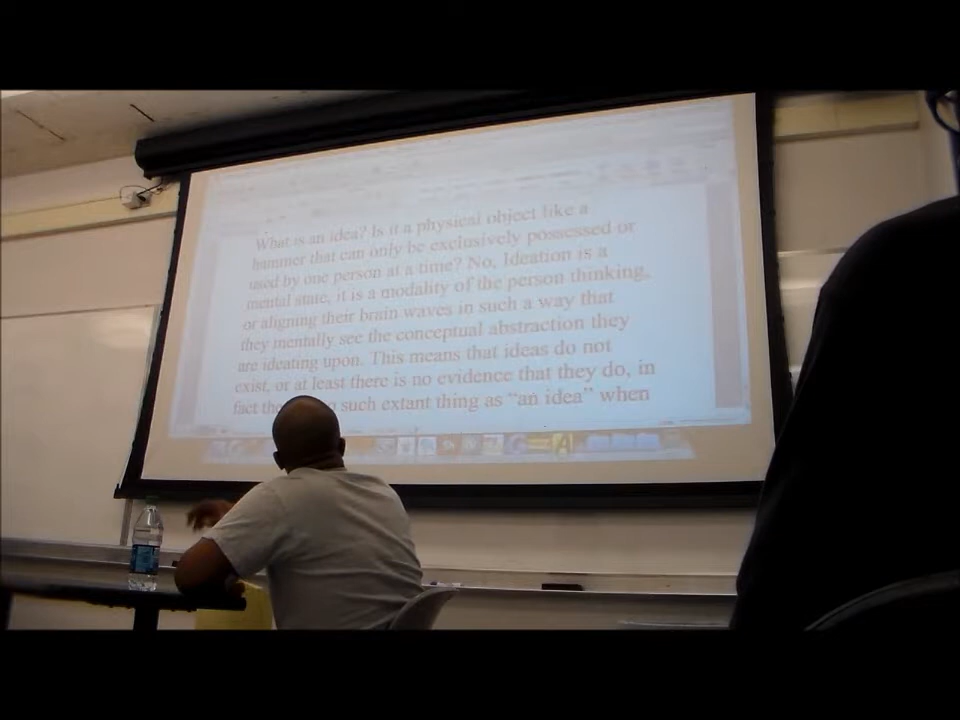 What is an idea? Is it a physical object like a
hammer that can only be exclusively possessed or
used by one person at a time? No, Ideation is a
mental state, it is a modality of the person thinking,
or aligning their brain waves in such a way that
they mentally see the conceptual abstraction they
are ideating upon. This means that ideas do not
exist, or at least there is no evidence that they do, in
fact such extant thing as “an idea” when